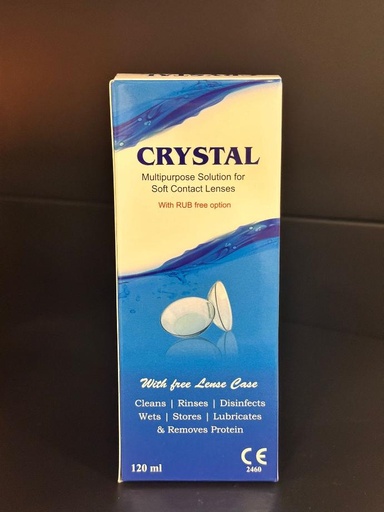 CRYSTAL
CRYSTAL
Multipurpose Solution for
Soft Contact Lenses
With RUB free option
With free Lense Case
Cleans | Rinses | Disinfects
Wets | Stores | Lubricates
& Removes Protein
120 ml
CE
2460